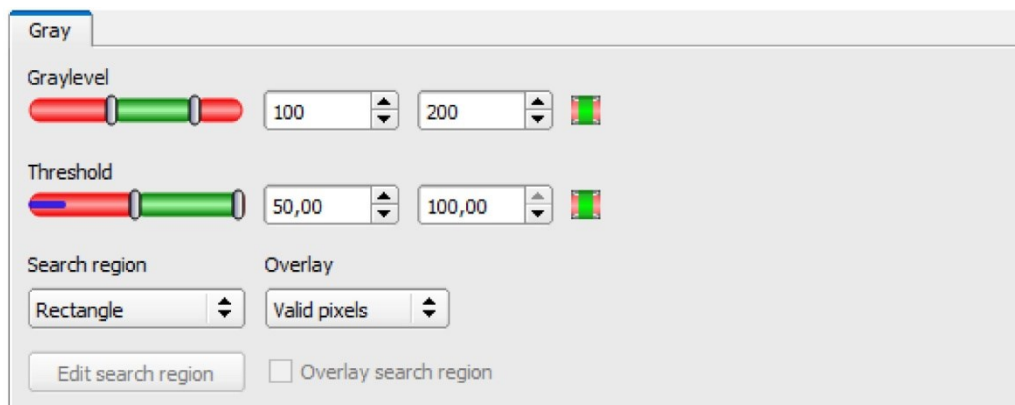 Gray
Graylevel
100 200
Threshold
50,00 100,00
Search region Overlay
Rectangle Valid pixels
Edit search region Overlay search region